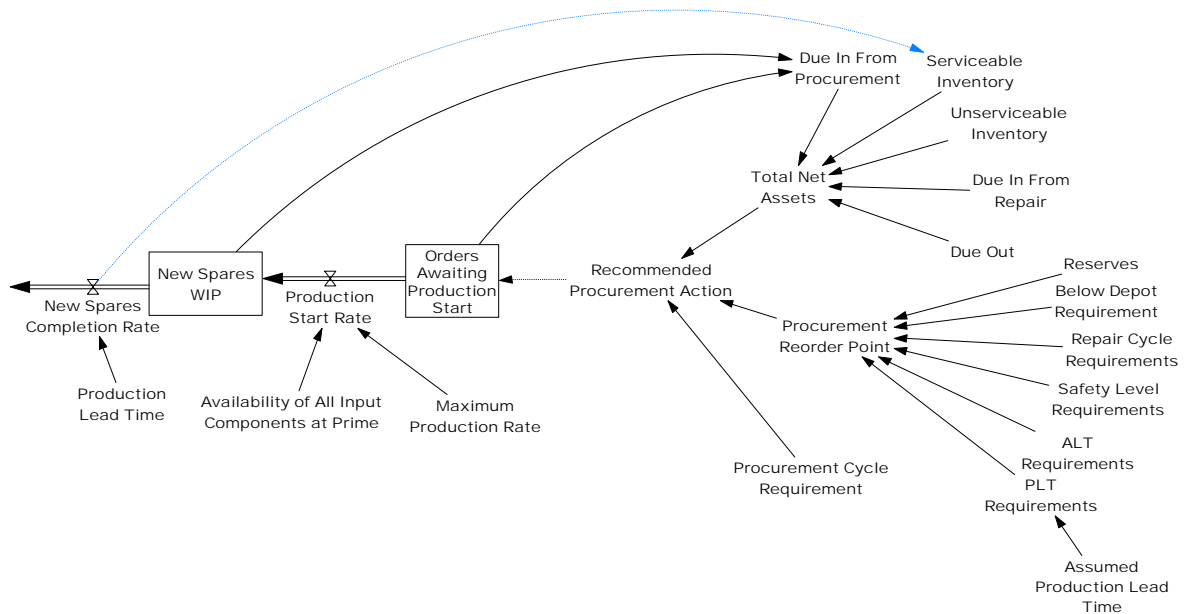 Due In From
Procurement
Serviceable
Inventory
Unserviceable
Inventory
Total Net
Assets
Due In From
Repair
Due Out
Orders
Awaiting
Production
Start
New Spares
WIP
Recommended
Procurement Action
Reserves
Below Depot
Requirement
New Spares
Completion Rate
Production
Start Rate
Procurement
Reorder Point
Repair Cycle
Requirements
Safety Level
Requirements
Production
Lead Time
Availability of All Input
Components at Prime
Maximum
Production Rate
ALT
Requirements
Procurement Cycle
Requirement
PLT
Requirements
Assumed
Production Lead
Time